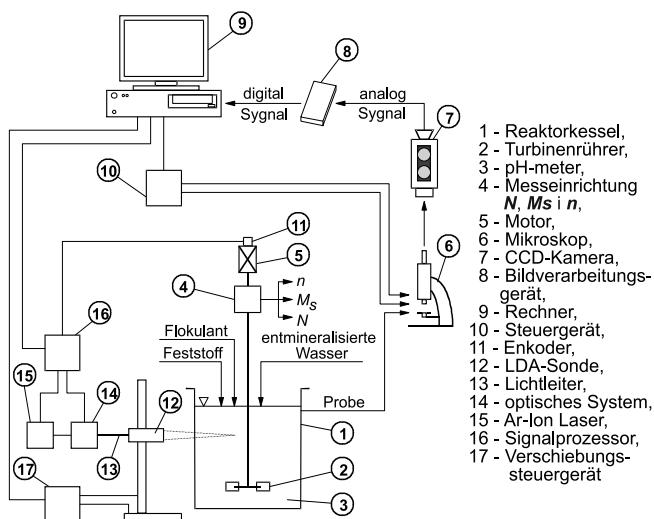 9
8
digital
Sygnal
analog
Sygnal
7
10
11
5
6
4
n
Ms
N
16
Flokulant
Feststoff
entmineralisierte
Wasser
Probe
15
14
12
13
1
2
3
17
1 - Reaktorkessel,
2 - Turbinenrührer,
3 - pH-meter,
4 - Messeinrichtung
N, Ms i n,
5 - Motor,
6 - Mikroskop,
7 - CCD-Kamera,
8 - Bildverarbeitungs-
gerät,
9 - Rechner,
10 - Steuergerät,
11 - Enkoder,
12 - LDA-Sonde,
13 - Lichtleiter,
14 - optisches System,
15 - Ar-Ion Laser,
16 - Signalprozessor,
17 - Verschiebungs-
steuergerät